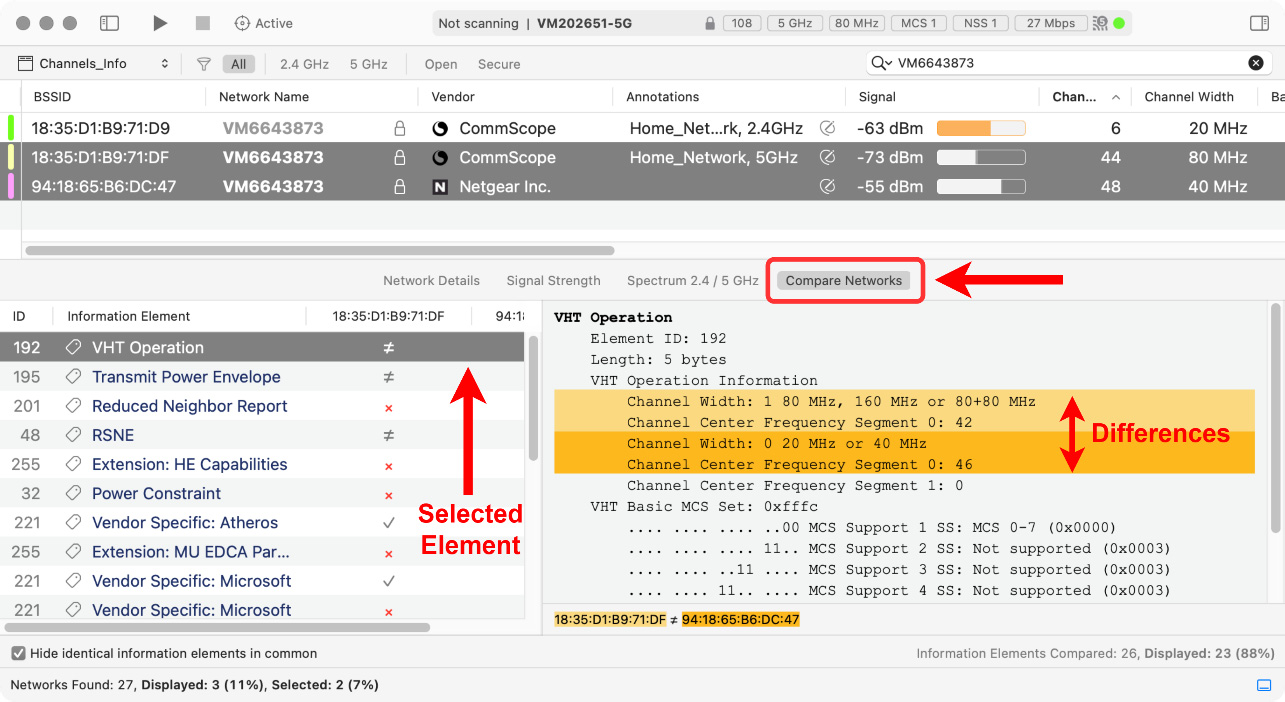 Active Not scanning | VM202651-5G 108 5 GHz 80 MHz MCS 1 NSS 1 27 Mbps
Channels_Info All 2.4 GHz 5 GHz Open Secure VM6643873
BSSID Network Name Vendor Annotations Signal Chan... Channel Width Ba
18:35:D1:B9:71:D9 VM6643873 CommScope Home_Net...rk, 2.4GHz -63 dBm 6 20 MHz
18:35:D1:B9:71:DF VM6643873 CommScope Home_Network, 5GHz -73 dBm 44 80 MHz
94:18:65:B6:DC:47 VM6643873 N Netgear Inc. -55 dBm 48 40 MHz
Network Details Signal Strength Spectrum 2.4 / 5 GHz Compare Networks
ID Information Element 18:35:D1:B9:71:DF 94:18
192 VHT Operation ≠
195 Transmit Power Envelope ≠
201 Reduced Neighbor Report ×
48 RSNE ≠
255 Extension: HE Capabilities ×
32 Power Constraint ×
221 Vendor Specific: Atheros ✓
255 Extension: MU EDCA Par... ×
221 Vendor Specific: Microsoft ✓
221 Vendor Specific: Microsoft ×
Selected
Element
VHT Operation
Element ID: 192
Length: 5 bytes
VHT Operation Information
Channel Width: 1 80 MHz, 160 MHz or 80+80 MHz
Channel Center Frequency Segment 0: 42
Channel Width: 0 20 MHz or 40 MHz
Channel Center Frequency Segment 0: 46
Differences
Channel Center Frequency Segment 1: 0
VHT Basic MCS Set: 0xfffc
.... .... .... ..00 MCS Support 1 SS: MCS 0-7 (0x0000)
.... .... .... 11.. MCS Support 2 SS: Not supported (0x0003)
.... .... ..11 .... MCS Support 3 SS: Not supported (0x0003)
.... .... 11.. .... MCS Support 4 SS: Not supported (0x0003)
18:35:D1:B9:71:DF ≠ 94:18:65:B6:DC:47
Hide identical information elements in common
Information Elements Compared: 26, Displayed: 23 (88%)
Networks Found: 27, Displayed: 3 (11%), Selected: 2 (7%)